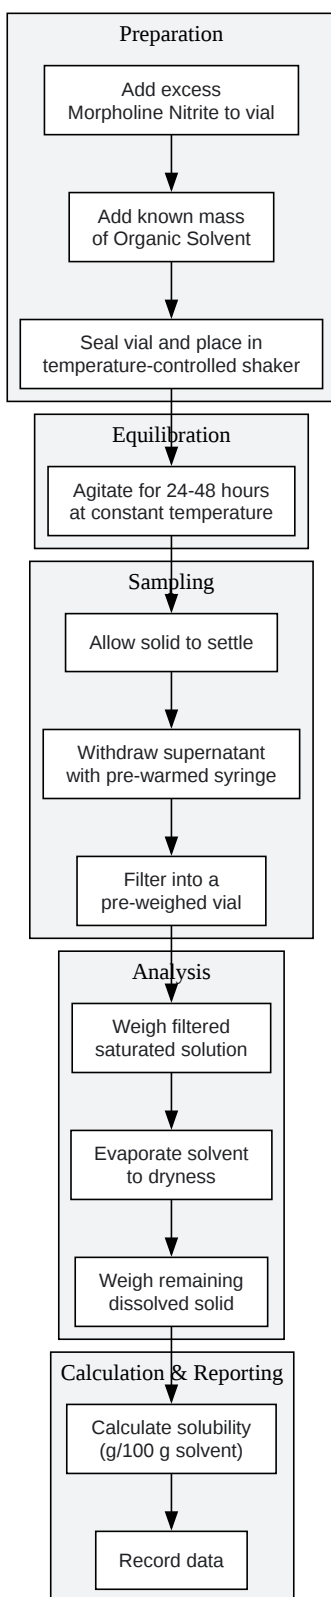 Preparation
Add excess
Morpholine Nitrite to vial
Add known mass
of Organic Solvent
Seal vial and place in
temperature-controlled shaker
Equilibration
Agitate for 24-48 hours
at constant temperature
Sampling
Allow solid to settle
Withdraw supernatant
with pre-warmed syringe
Filter into a
pre-weighed vial
Analysis
Weigh filtered
saturated solution
Evaporate solvent
to dryness
Weigh remaining
dissolved solid
Calculation & Reporting
Calculate solubility
(g/100 g solvent)
Record data